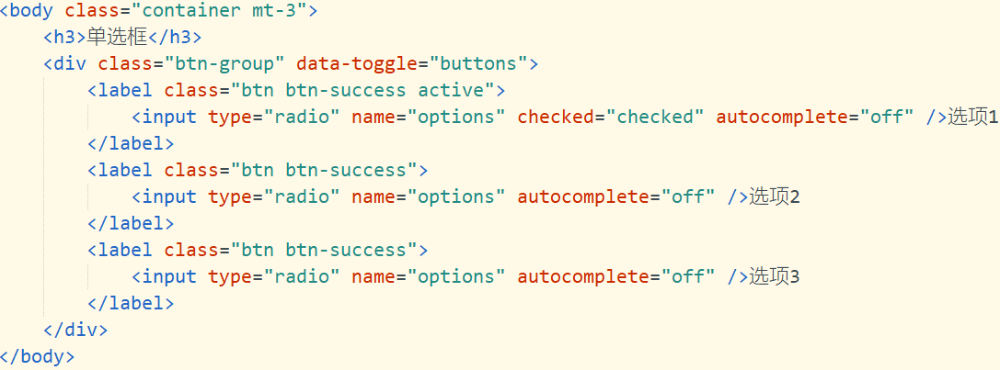 <body class="container mt-3">
    <h3>单选框</h3>
    <div class="btn-group" data-toggle="buttons">
        <label class="btn btn-success active">
            <input type="radio" name="options" checked="checked" autocomplete="off" />选项1
        </label>
        <label class="btn btn-success">
            <input type="radio" name="options" autocomplete="off" />选项2
        </label>
        <label class="btn btn-success">
            <input type="radio" name="options" autocomplete="off" />选项3
        </label>
    </div>
</body>